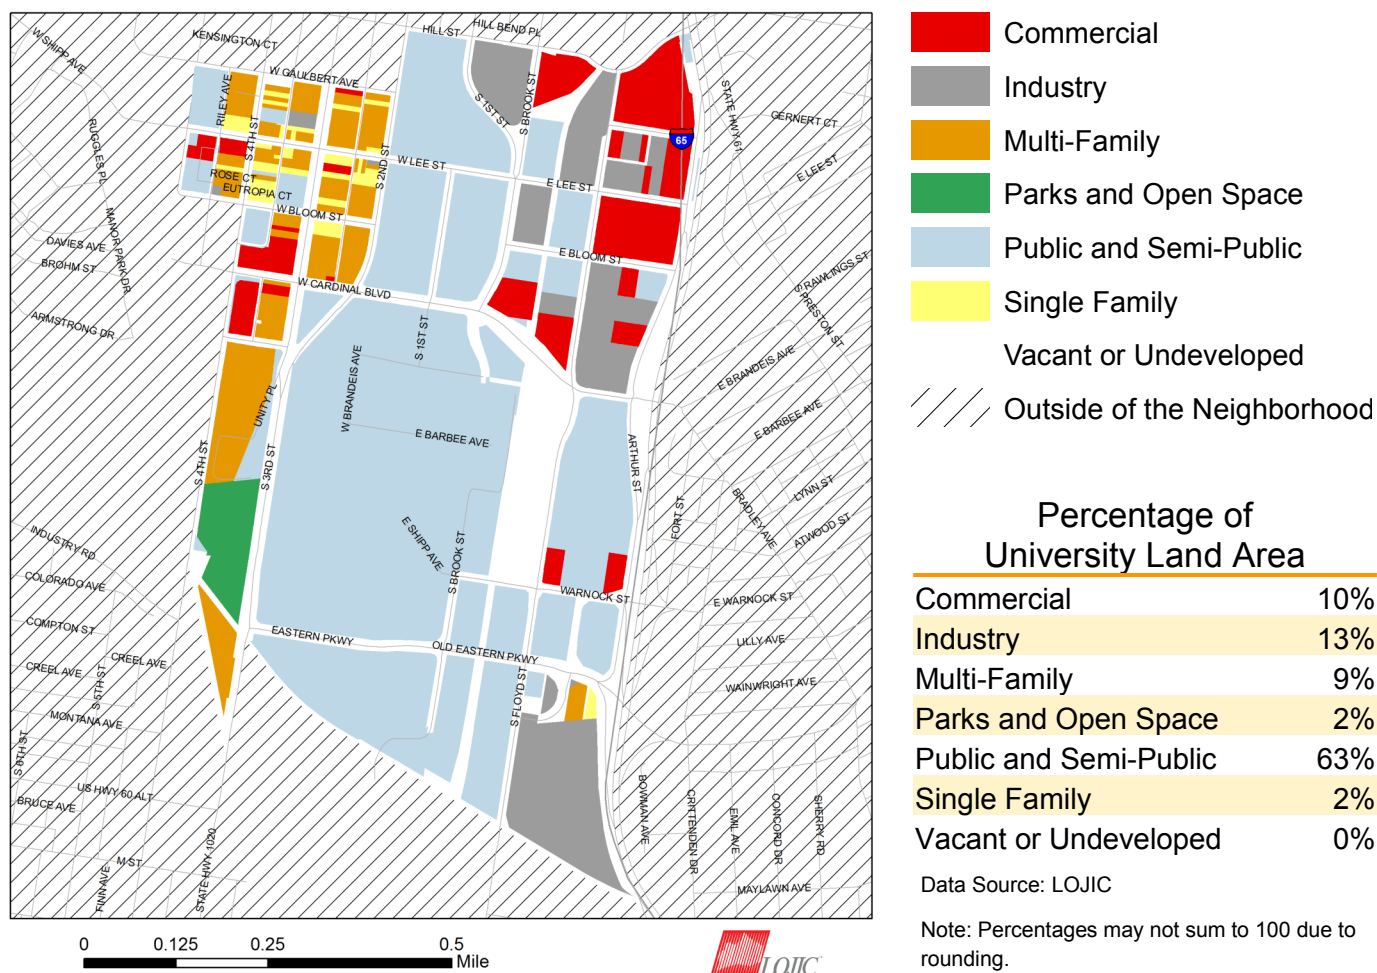 HILL BEND PL
HILL ST
KENSINGTON CT
W SHIPP AVE
W GAULBERT AVE
RILEY AVE
S 4TH ST
S 1ST ST
S BROOK ST
STATE HWY 61
GERNERT CT
65
RUGGLES PL
W LEE ST
S 2ND ST
E LEE ST
E LEE ST
ROSE CT
EUTROPIA CT
W BLOOM ST
MANOR PARK DR
DAVIES AVE
BROHM ST
E BLOOM ST
S RAWLINGS ST
S PRESTON ST
W CARDINAL BLVD
ARMSTRONG DR
S 1ST ST
W BRANDEIS AVE
E BRANDEIS AVE
UNITY PL
E BARBEE AVE
E BARBEE AVE
S 4TH ST
S 3RD ST
ARTHUR ST
FORT ST
BRADLEY AVE
LYNN ST
ATWOOD ST
INDUSTRY RD
E SHIPP AVE
S BROOK ST
COLORADO AVE
WARNOCK ST
E WARNOCK ST
COMPTON ST
EASTERN PKWY
OLD EASTERN PKWY
LILLY AVE
CREEL AVE
CREEL AVE
S 5TH ST
WAINWRIGHT AVE
MONTANA AVE
S FLOYD ST
S 6TH ST
US HWY 60 ALT
BRUCE AVE
BOWMAN AVE
CRITTENDEN DR
EMIL AVE
CONCORD DR
SHERRY RD
M ST
FINN AVE
STATE HWY 1020
MAYLAWN AVE
0 0.125 0.25 0.5
Mile
LOJIC
Commercial
Industry
Multi-Family
Parks and Open Space
Public and Semi-Public
Single Family
Vacant or Undeveloped
Outside of the Neighborhood
Percentage of
University Land Area
Commercial 10%
Industry 13%
Multi-Family 9%
Parks and Open Space 2%
Public and Semi-Public 63%
Single Family 2%
Vacant or Undeveloped 0%
Data Source: LOJIC
Note: Percentages may not sum to 100 due to
rounding.